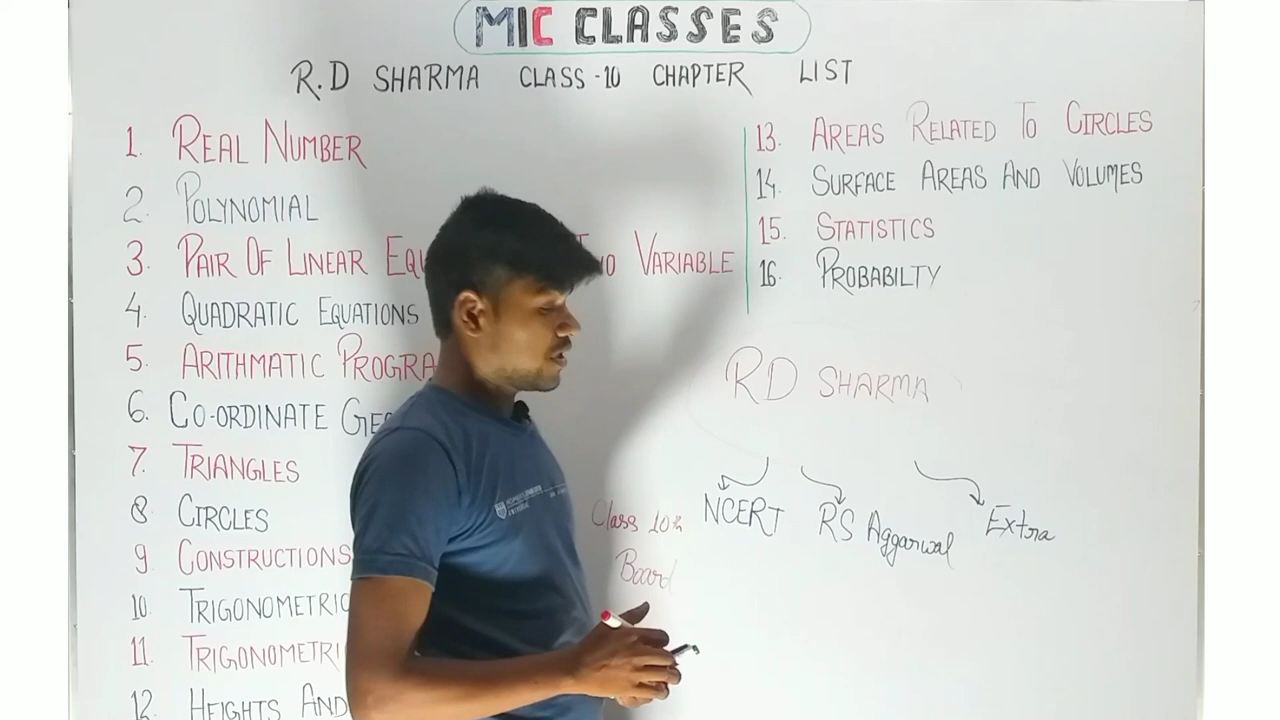 MIC CLASSES
R.D SHARMA CLASS-10 CHAPTER LIST
1. REAL NUMBER
2. POLYNOMIAL
3. PAIR OF LINEAR EQU VARIABLE
4. QUADRATIC EQUATIONS
5. ARITHMATIC PROGRA
6. CO-ORDINATE GE
7. TRIANGLES
8 CIRCLES
9. CONSTRUCTIONS
10. TRIGONOMETRIC
11. TRIGONOMETRI
12. HEIGHTS AND
13. AREAS RELATED TO CIRCLES
14. SURFACE AREAS AND VOLUMES
15. STATISTICS
16. PROBABILTY
RD SHARMA
NCERT RS Aggarwal Extra
Class 10th
Board